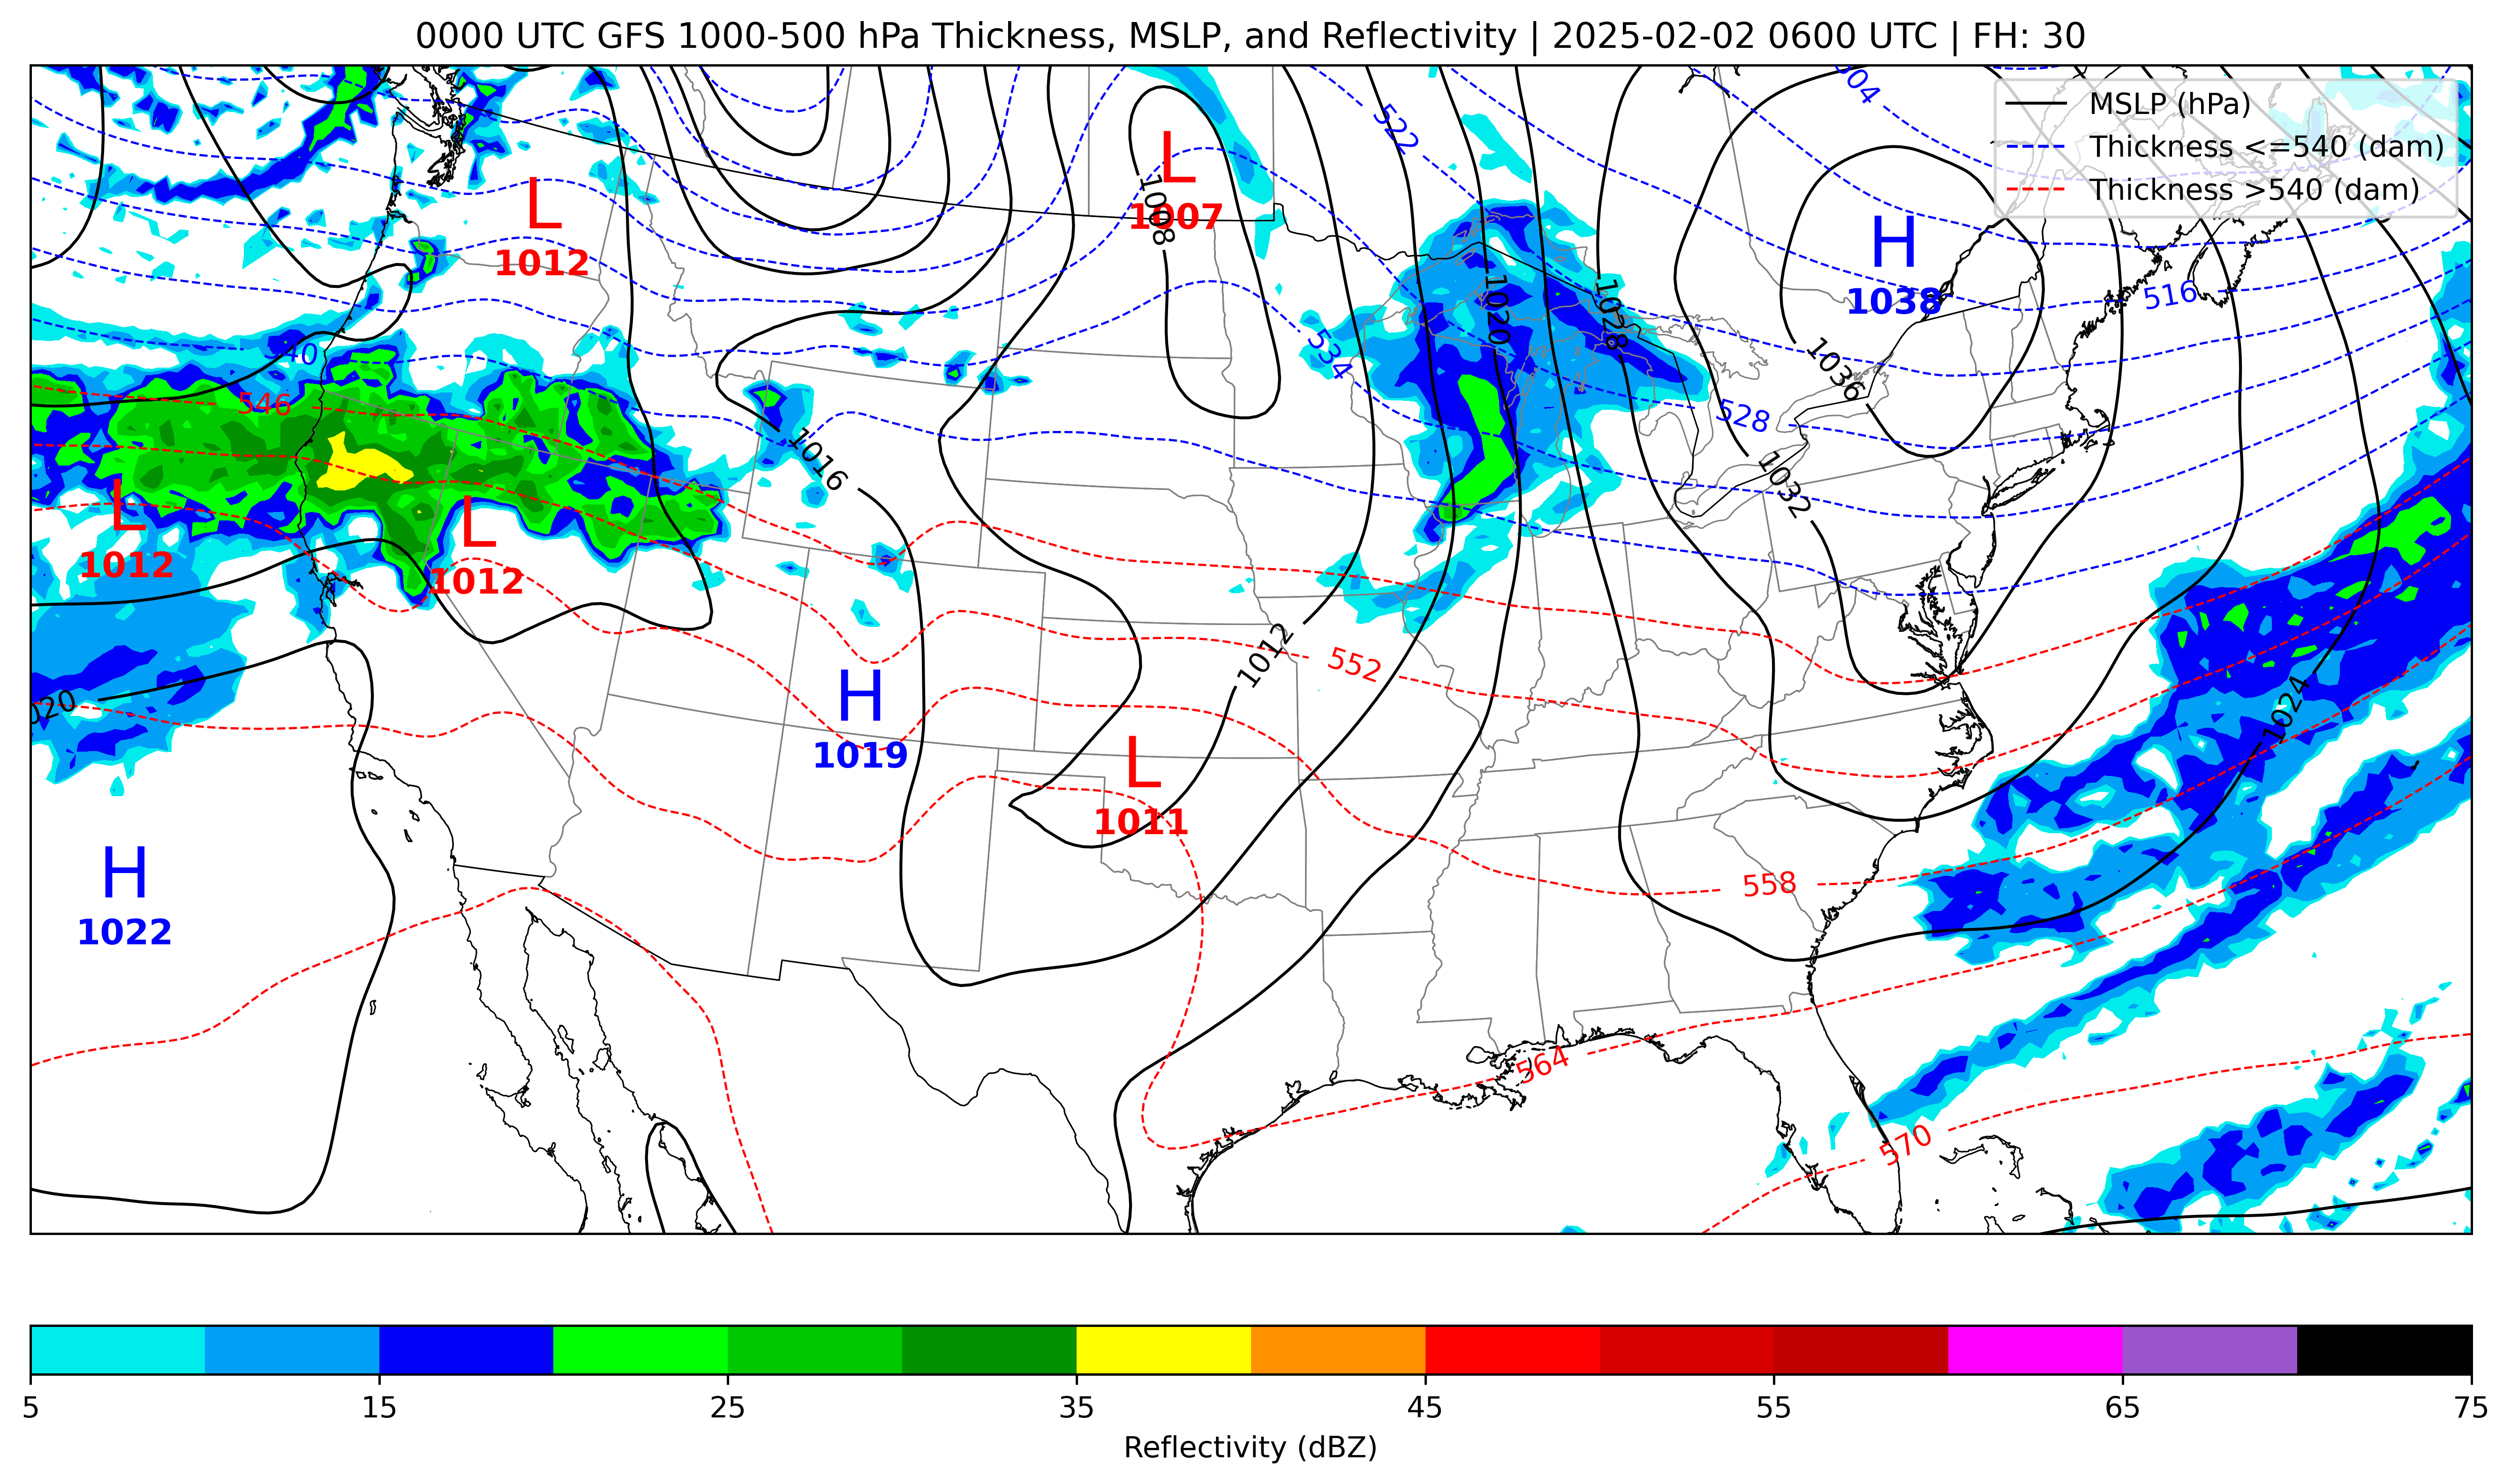 0000 UTC GFS 1000-500 hPa Thickness, MSLP, and Reflectivity | 2025-02-02 0600 UTC | FH: 30
MSLP (hPa)
Thickness <=540 (dam)
Thickness >540 (dam)
504
522
L
1007
1008
L
1012
H
1038
516
1020
1028
534
1036
528
40
546
1016
1032
L
1012
L
1012
1012
552
H
1019
020
1024
L
1011
H
1022
558
564
570
5
15
25
35
45
55
65
75
Reflectivity (dBZ)